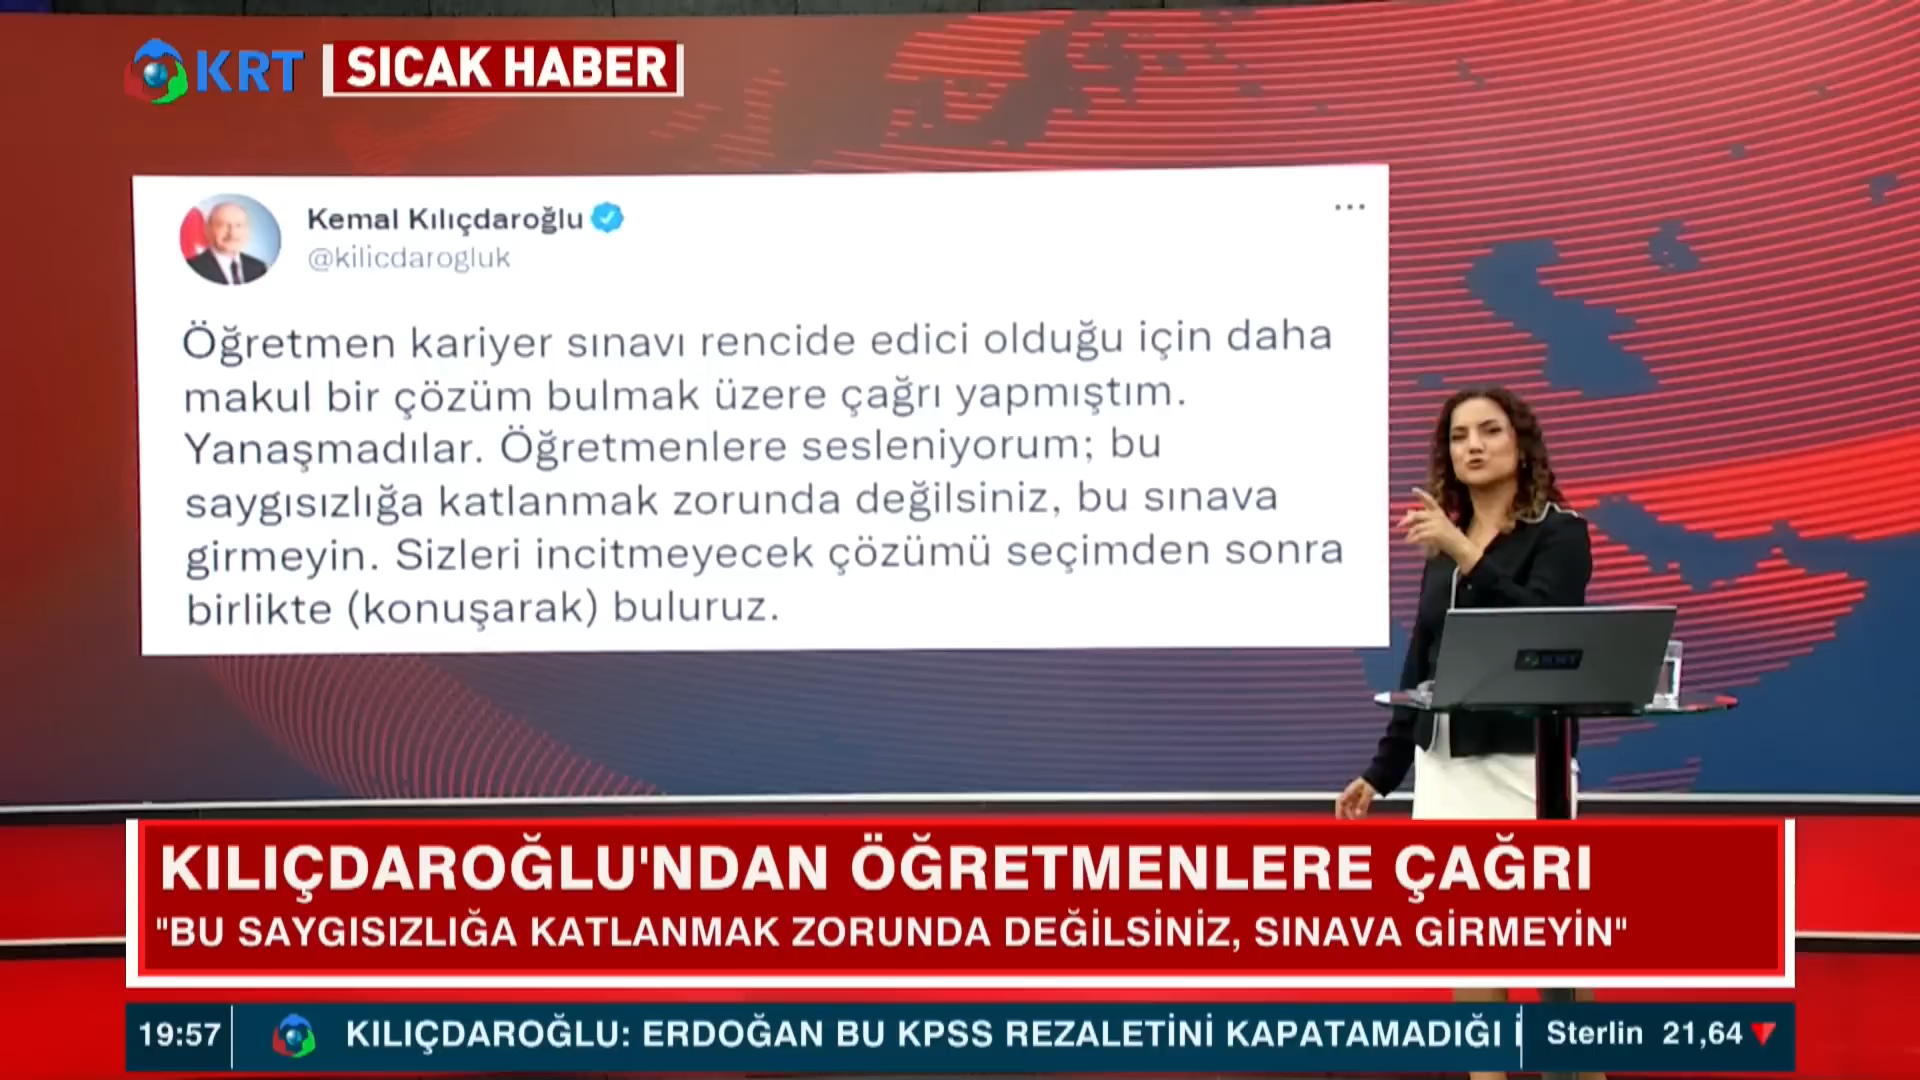 KRT SICAK HABER
Kemal Kılıçdaroğlu
@kilicdarogluk
Öğretmen kariyer sınavı rencide edici olduğu için daha
makul bir çözüm bulmak üzere çağrı yapmıştım.
Yanaşmadılar. Öğretmenlere sesleniyorum; bu
saygısızlığa katlanmak zorunda değilsiniz, bu sınava
girmeyin. Sizleri incitmeyecek çözümü seçimden sonra
birlikte (konuşarak) buluruz.
KRT
KILIÇDAROĞLU'NDAN ÖĞRETMENLERE ÇAĞRI
"BU SAYGISIZLIĞA KATLANMAK ZORUNDA DEĞİLSİNİZ, SINAVA GİRMEYİN"
19:57 KILIÇDAROĞLU: ERDOĞAN BU KPSS REZALETİNİ KAPATAMADIĞI Sterlin 21,64